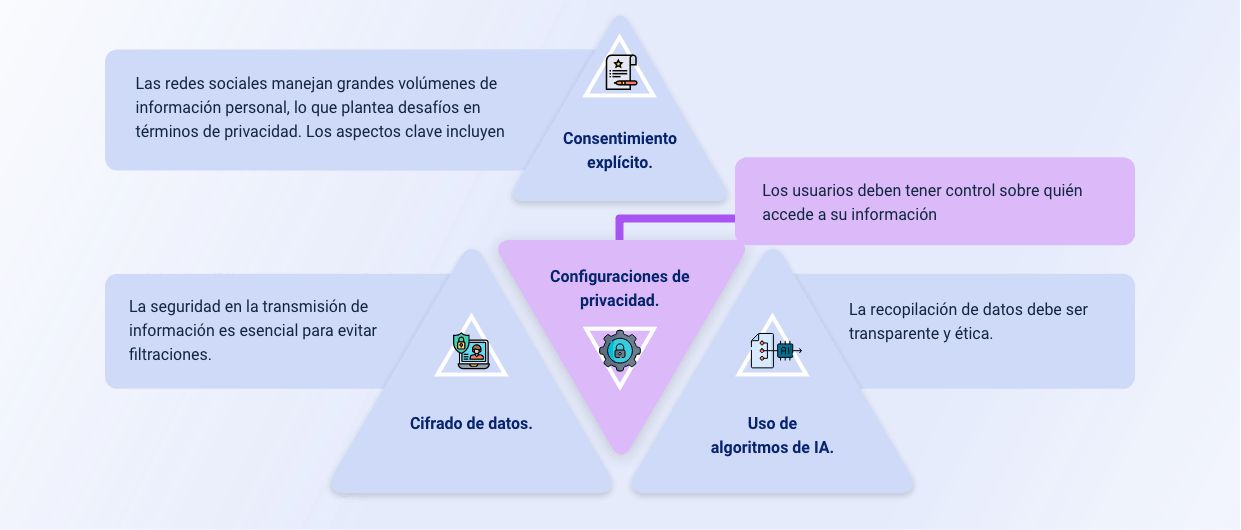 Las redes sociales manejan grandes volúmenes de
información personal, lo que plantea desafíos en
términos de privacidad. Los aspectos clave incluyen
Consentimiento
explícito.
Los usuarios deben tener control sobre quién
accede a su información
Configuraciones de
privacidad.
La seguridad en la transmisión de
información es esencial para evitar
filtraciones.
Cifrado de datos.
La recopilación de datos debe ser
transparente y ética.
AI
Uso de
algoritmos de IA.